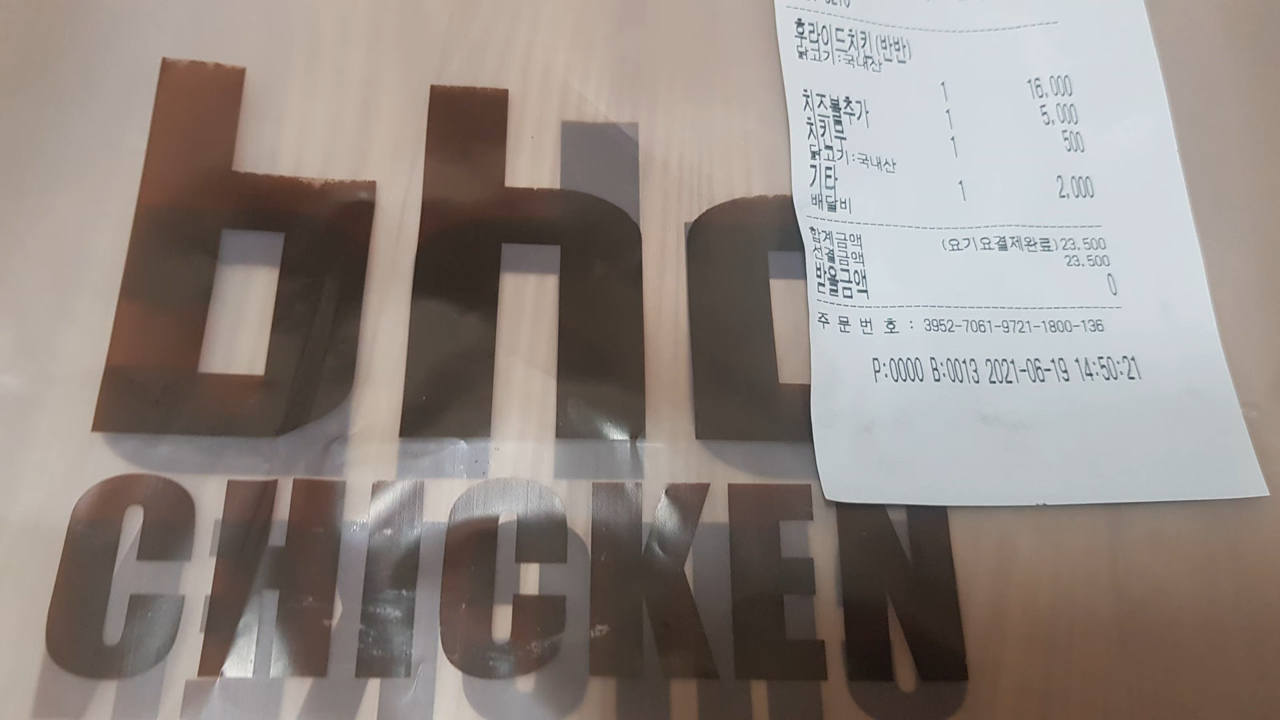 bhc
CHICKEN
후라이드치킨(반반)
닭고기:국내산
1 16,000
치즈볼추가 1 5,000
치킨무 1 500
닭고기:국내산
기타 1 2,000
배달비
합계금액 (요기요결제완료)23,500
선결금액 23,500
받을금액 0
주 문 번 호 : 3952-7061-9721-1800-136
P:0000 B:0013 2021-06-19 14:50:21